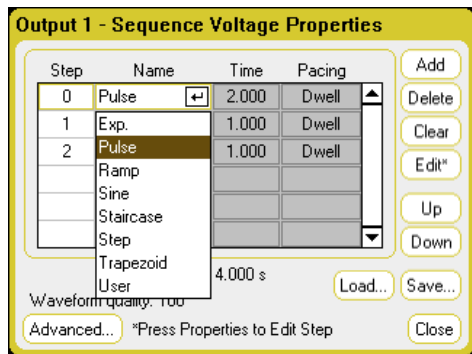 Output 1 - Sequence Voltage Properties
Step Name Time Pacing
0 Pulse 2.000 Dwell
1 Exp. 1.000 Dwell
2 Pulse 1.000 Dwell
Ramp
Sine
Staircase
Step
Trapezoid
User
4.000 s
Waveform quality: 100
Add
Delete
Clear
Edit*
Up
Down
Load... Save...
Advanced... *Press Properties to Edit Step Close